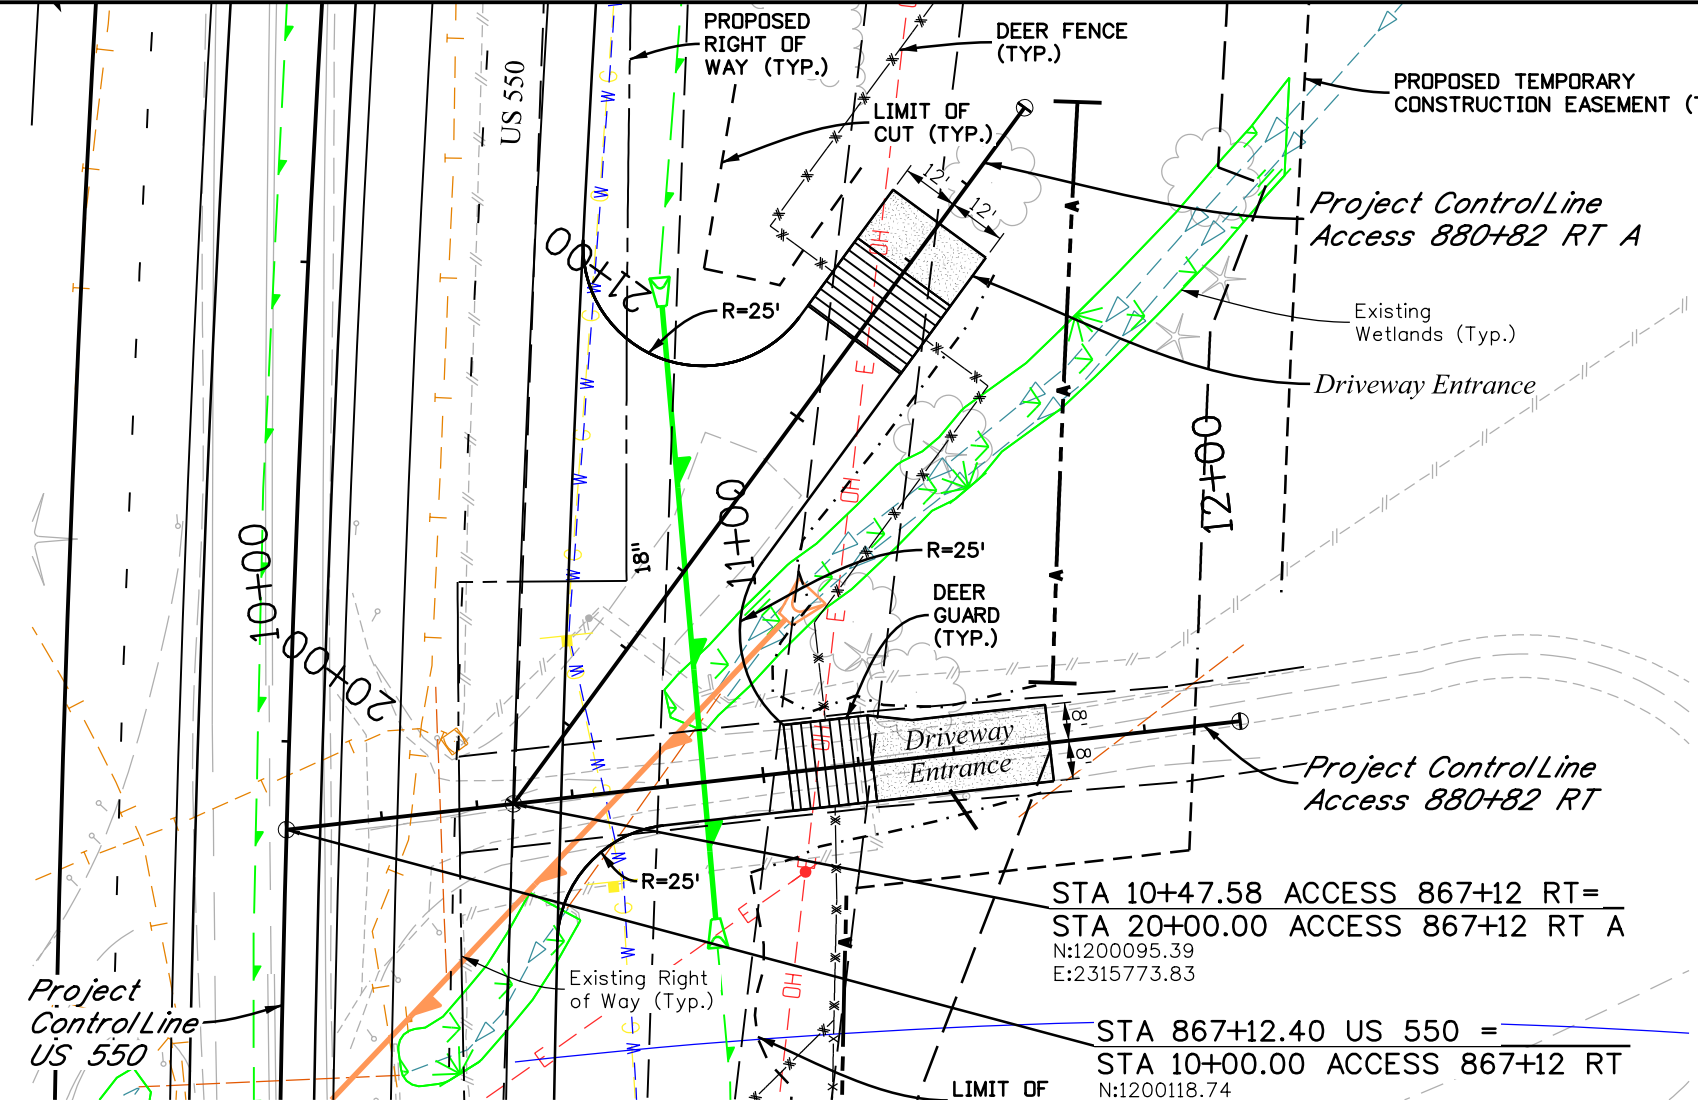 PROPOSED
RIGHT OF
WAY (TYP.)
DEER FENCE
(TYP.)
PROPOSED TEMPORARY
CONSTRUCTION EASEMENT (
US 550
LIMIT OF
CUT (TYP.)
12'
12'
Project Control Line
Access 880+82 RT A
21+00
R=25'
Existing
Wetlands (Typ.)
Driveway Entrance
12+00
11+00
18"
R=25'
10+00
20+00
DEER
GUARD
(TYP.)
8'
8'
Driveway
Entrance
Project Control Line
Access 880+82 RT
R=25'
STA 10+47.58 ACCESS 867+12 RT=
STA 20+00.00 ACCESS 867+12 RT A
N:1200095.39
E:2315773.83
Existing Right
of Way (Typ.)
Project
Control Line
US 550
STA 867+12.40 US 550 =
STA 10+00.00 ACCESS 867+12 RT
N:1200118.74
LIMIT OF
OH
E
OH
E
OH
E
E
OH
E
W
W
W
W
W
W
W
W
W
W
W
G
G
G
G
G
G
G
T
T
T
T
T
T
T
T
A
A
A
A